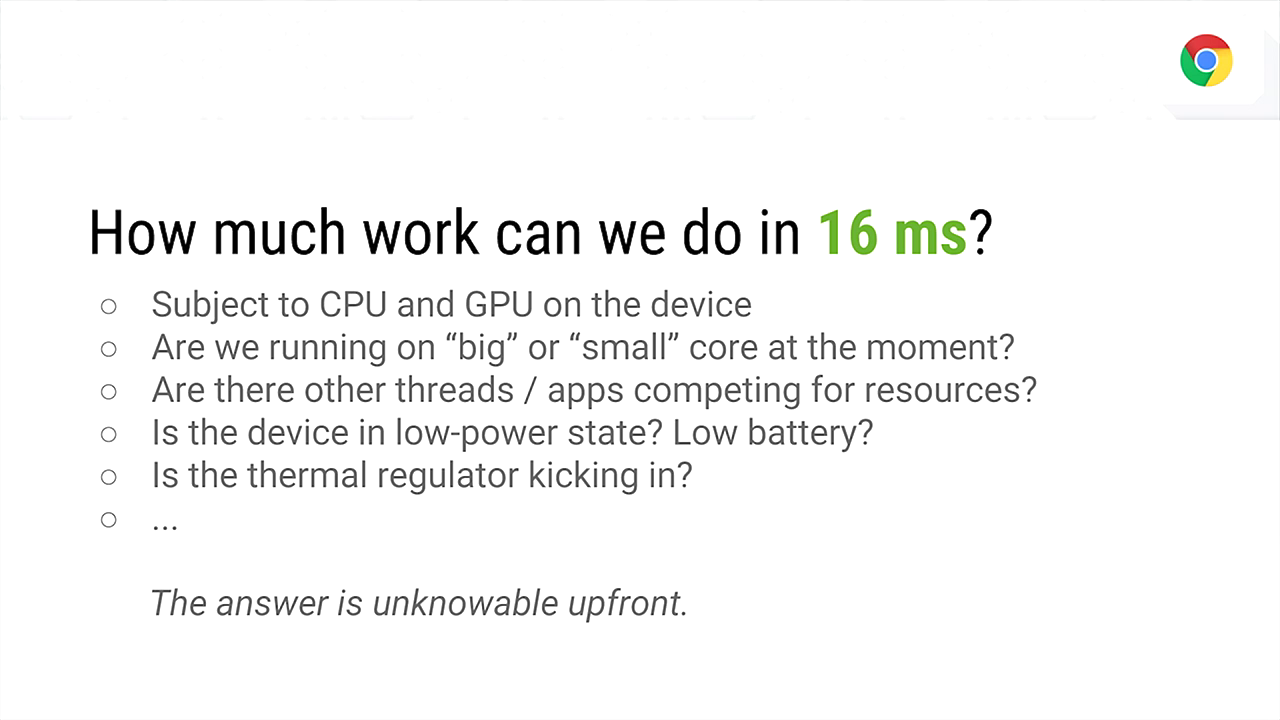 How much work can we do in 16 ms?
○ Subject to CPU and GPU on the device
○ Are we running on “big” or “small” core at the moment?
○ Are there other threads / apps competing for resources?
○ Is the device in low-power state? Low battery?
○ Is the thermal regulator kicking in?
○ ...
The answer is unknowable upfront.